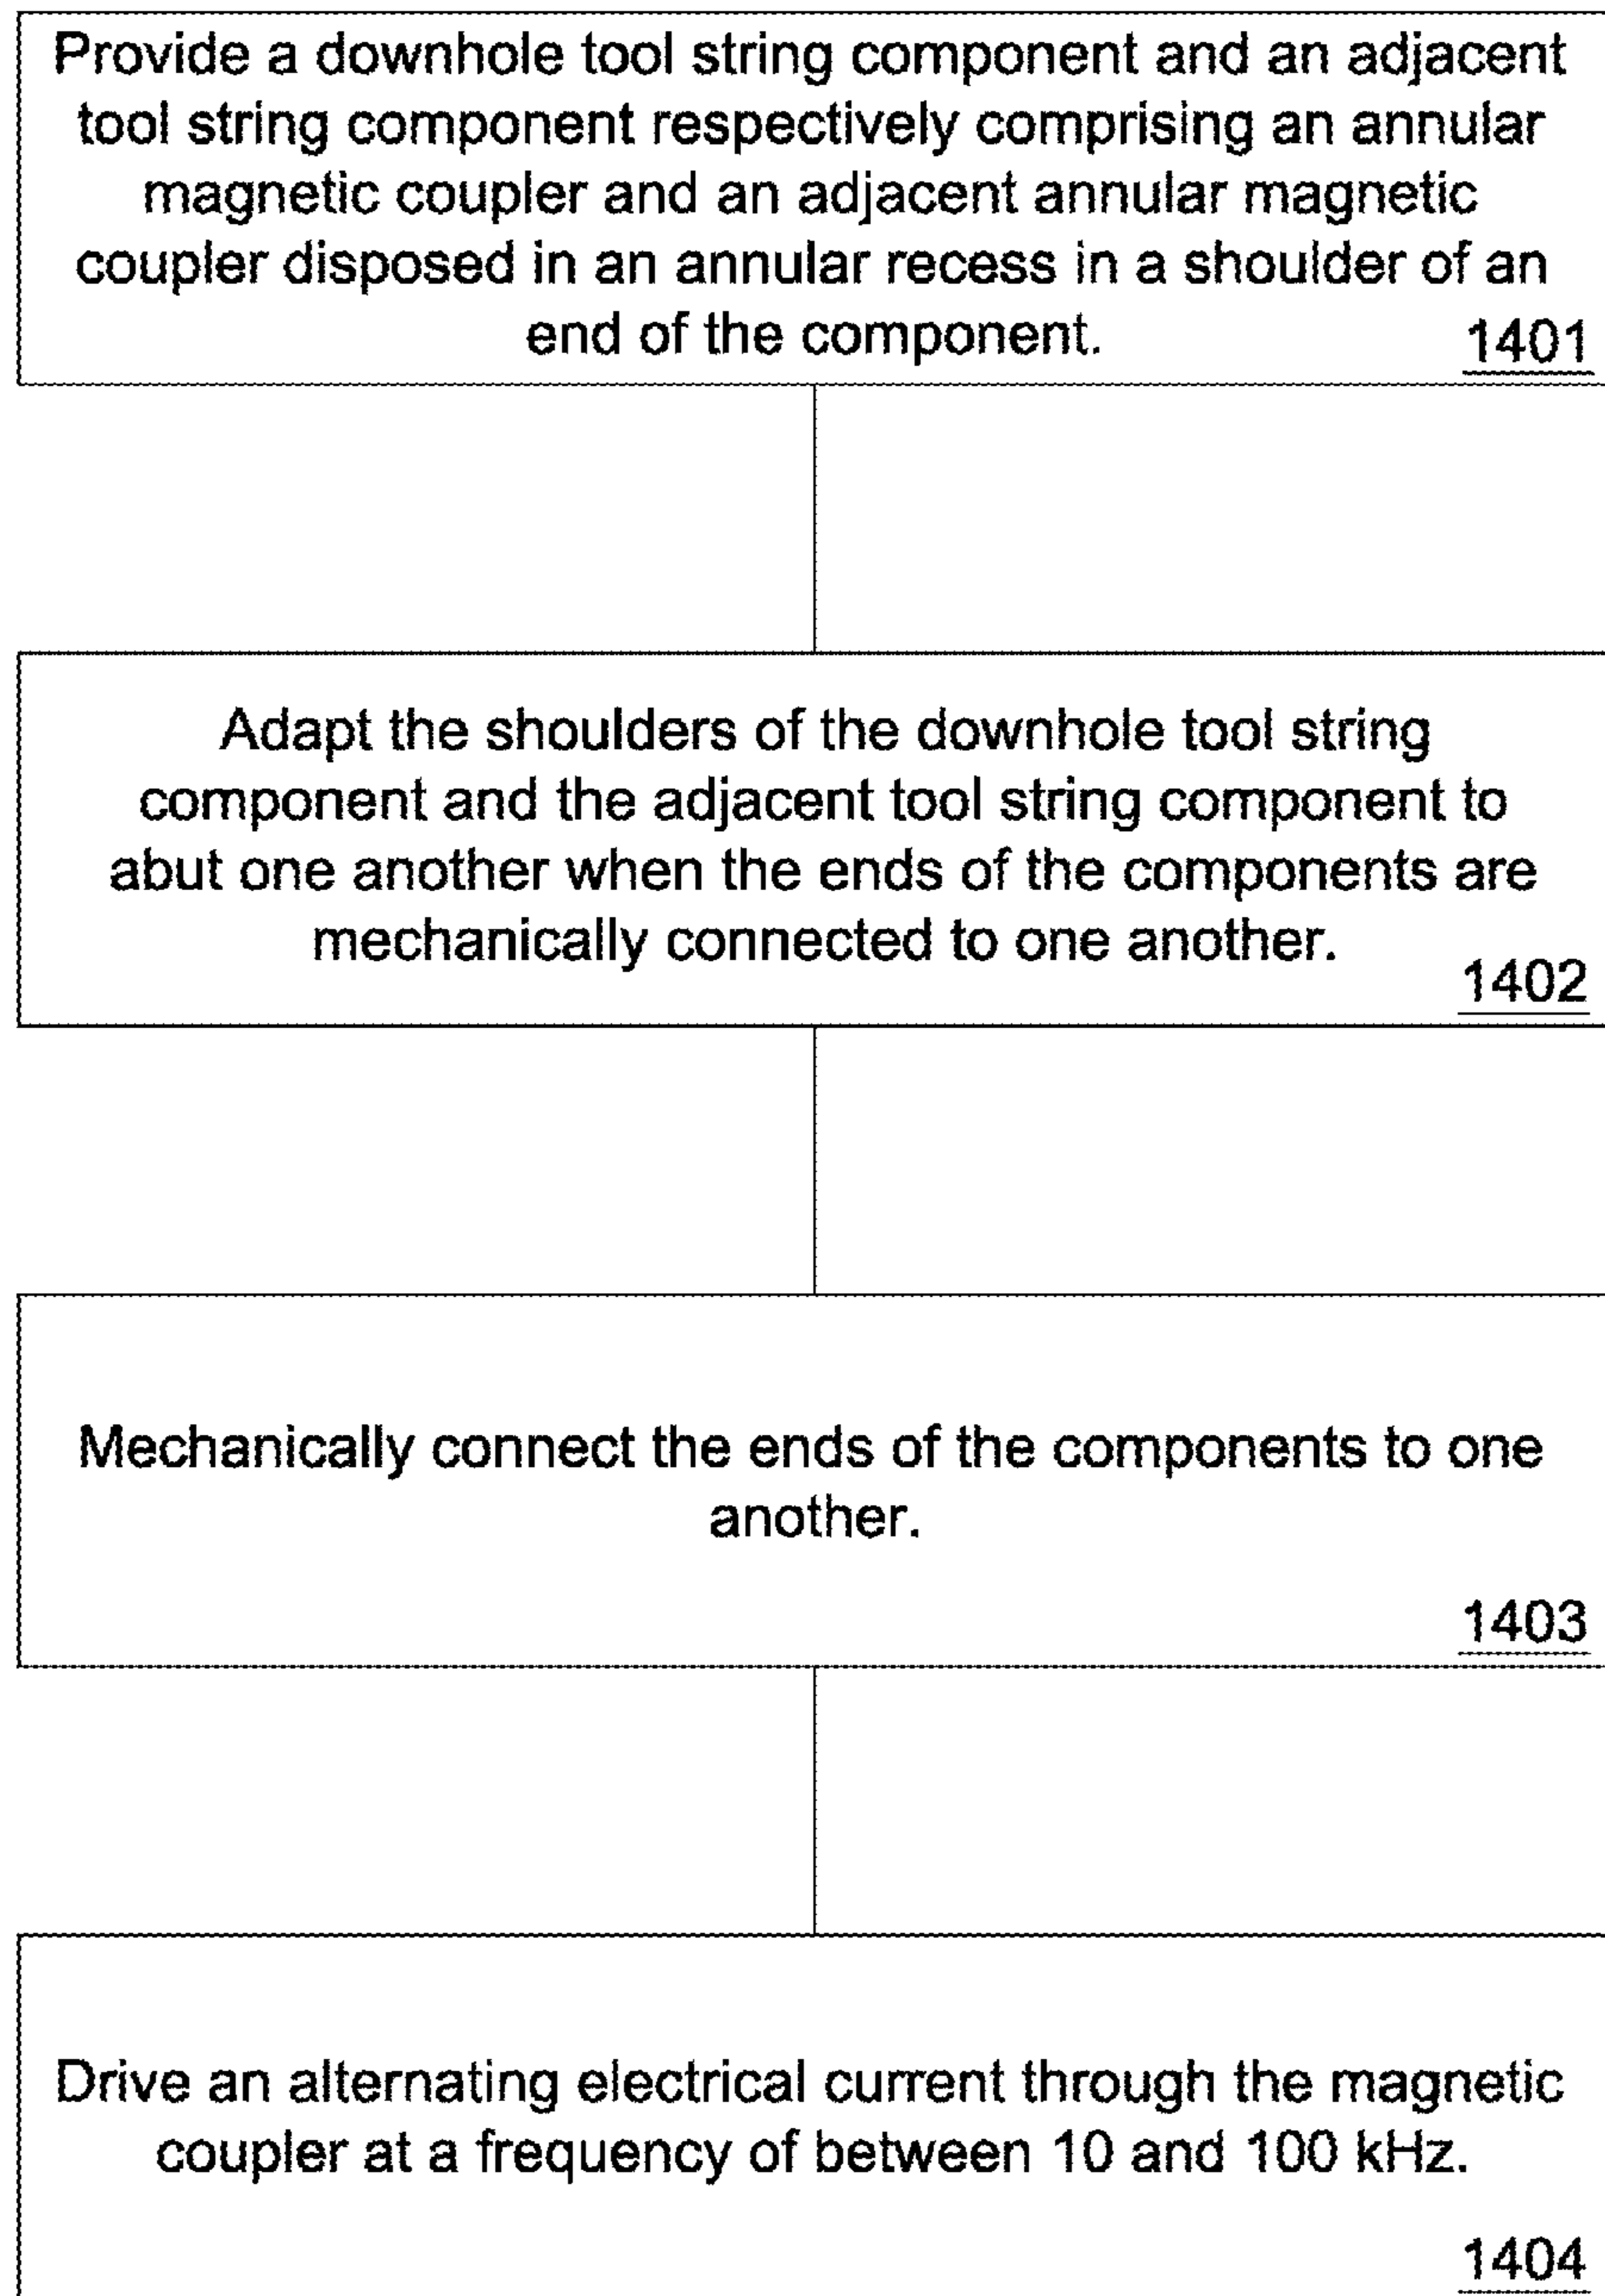 Provide a downhole tool string component and an adjacent
tool string component respectively comprising an annular
magnetic coupler and an adjacent annular magnetic
coupler disposed in an annular recess in a shoulder of an
end of the component.
1401
Adapt the shoulders of the downhole tool string
component and the adjacent tool string component to
abut one another when the ends of the components are
mechanically connected to one another.
1402
Mechanically connect the ends of the components to one
another.
1403
Drive an alternating electrical current through the magnetic
coupler at a frequency of between 10 and 100 kHz.
1404